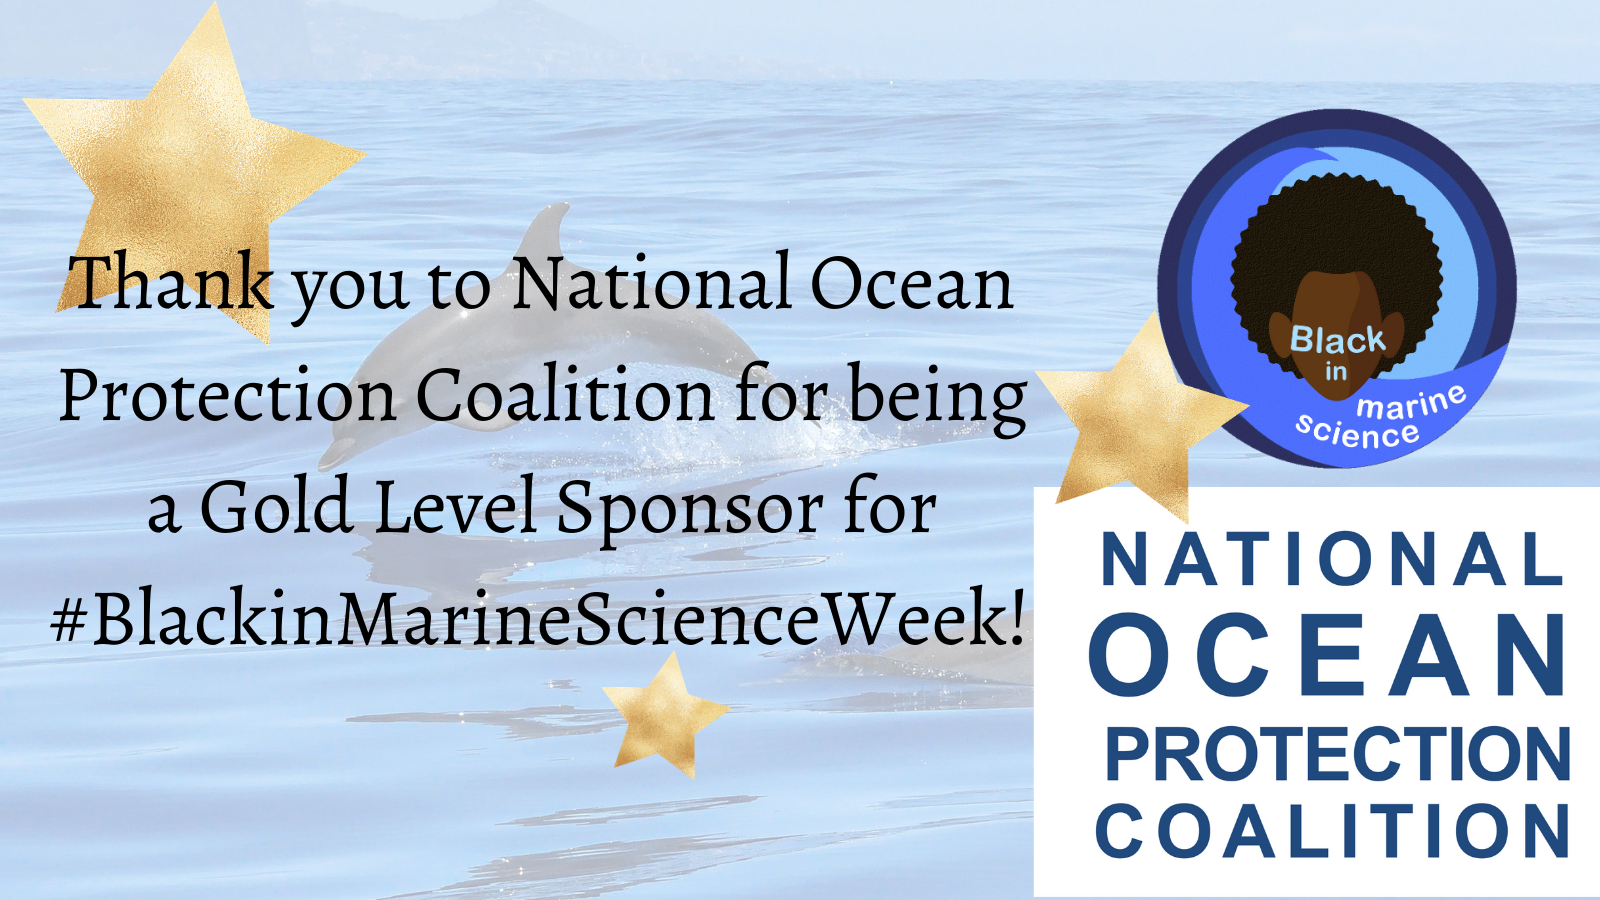 Thank you to National Ocean
Protection Coalition for being
a Gold Level Sponsor for
#BlackinMarineScienceWeek!
Black
in
marine
science
NATIONAL
OCEAN
PROTECTION
COALITION